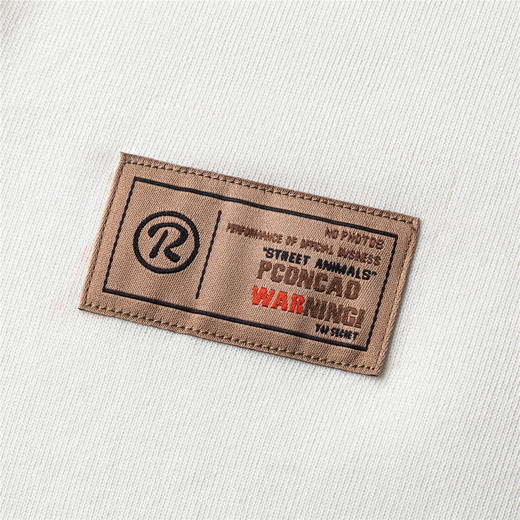 R
NO PHOTOS
PERFORMANCE OF OFFICIAL BUSINESS
"STREET ANIMALS"
PCONCAO
WARNING!